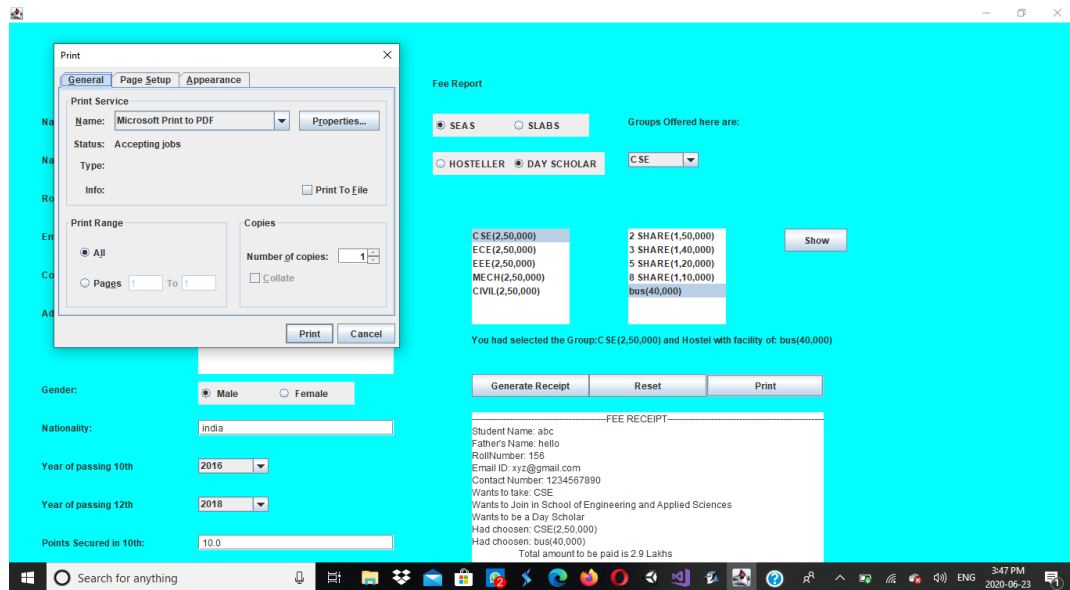 Print
General Page Setup Appearance
Print Service
Name: Microsoft Print to PDF Properties...
Status: Accepting jobs
Type:
Info: Print To File
Print Range
All
Pages 1 To 1
Copies
Number of copies: 1
Collate
Print Cancel
Na
Na
Ro
Em
Co
Ad
Gender: Male Female
Nationality: india
Year of passing 10th 2016
Year of passing 12th 2018
Points Secured in 10th: 10.0
Fee Report
SEAS SLABS Groups Offered here are:
HOSTELLER DAY SCHOLAR CSE
CSE(2,50,000)
ECE(2,50,000)
EEE(2,50,000)
MECH(2,50,000)
CIVIL(2,50,000)
2 SHARE(1,50,000)
3 SHARE(1,40,000)
5 SHARE(1,20,000)
8 SHARE(1,10,000)
bus(40,000)
Show
You had selected the Group:CSE(2,50,000) and Hostel with facility of: bus(40,000)
Generate Receipt Reset Print
---FEE RECEIPT---
Student Name: abc
Father's Name: hello
RollNumber: 156
Email ID: xyz@gmail.com
Contact Number: 1234567890
Wants to take: CSE
Wants to Join in School of Engineering and Applied Sciences
Wants to be a Day Scholar
Had choosen: CSE(2,50,000)
Had choosen: bus(40,000)
Total amount to be paid is 2.9 Lakhs
Search for anything
2
ENG
3:47 PM
2020-06-23
1